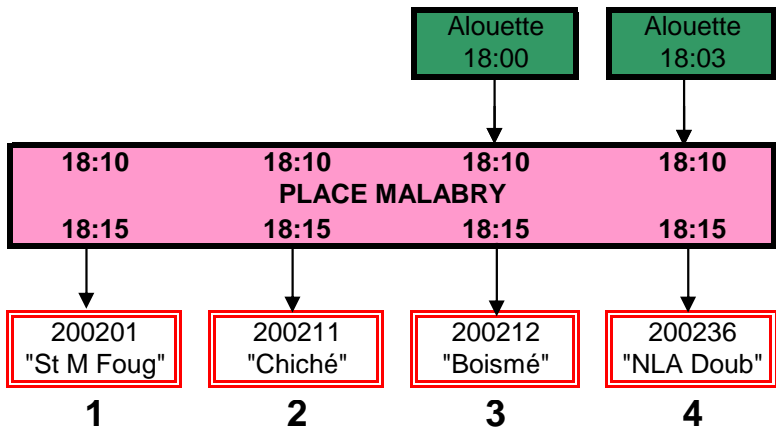 Alouette Alouette
18:00 18:03
18:10 18:10 18:10 18:10
PLACE MALABRY
18:15 18:15 18:15 18:15
200201 200211 200212 200236
"St M Foug" "Chiché" "Boismé" "NLA Doub"
1 2 3 4